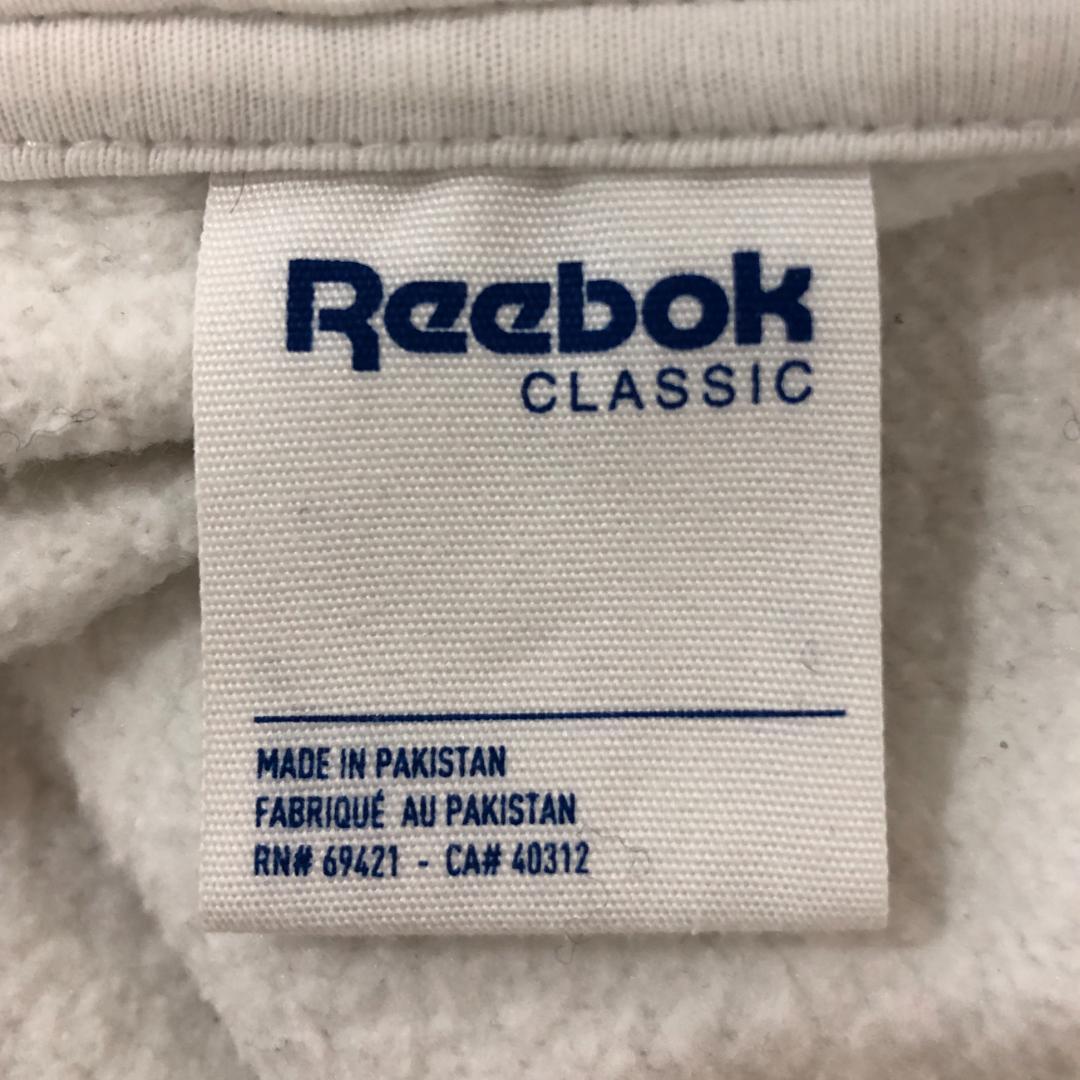 Reebok
CLASSIC
MADE IN PAKISTAN
FABRIQUÉ AU PAKISTAN
RN# 69421 - CA# 40312